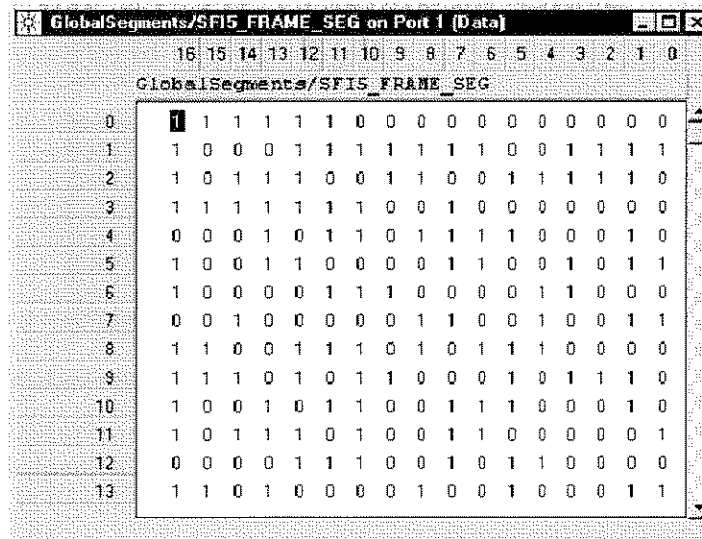 GlobalSegments/SFI5_FRAME_SEG on Port 1 (Data)
16 15 14 13 12 11 10 9 8 7 6 5 4 3 2 1 0
GlobalSegments/SFI5_FRAME_SEG
0 1 1 1 1 1 1 0 0 0 0 0 0 0 0 0 0 0
1 1 0 0 0 1 1 1 1 1 1 0 0 1 1 1 1
2 1 0 1 1 1 0 0 1 1 0 0 1 1 1 1 1 0
3 1 1 1 1 1 1 1 0 0 1 0 0 0 0 0 0 0
4 0 0 0 1 0 1 1 0 1 1 1 1 0 0 0 1 0
5 1 0 0 1 1 0 0 0 0 1 1 0 0 1 0 1 1
6 1 0 0 0 0 1 1 1 0 0 0 0 1 1 0 0 0
7 0 0 1 0 0 0 0 0 1 1 0 0 1 0 0 1 1
8 1 1 0 0 1 1 1 0 1 0 1 1 1 0 0 0 0
9 1 1 1 0 1 0 1 1 0 0 0 1 0 1 1 1 0
10 1 0 0 1 0 1 1 0 0 1 1 1 0 0 0 1 0
11 1 0 1 1 1 0 1 0 0 1 1 0 0 0 0 0 1
12 0 0 0 0 1 1 1 0 0 1 0 1 1 0 0 0 0
13 1 1 0 1 0 0 0 0 1 0 0 1 0 0 0 1 1